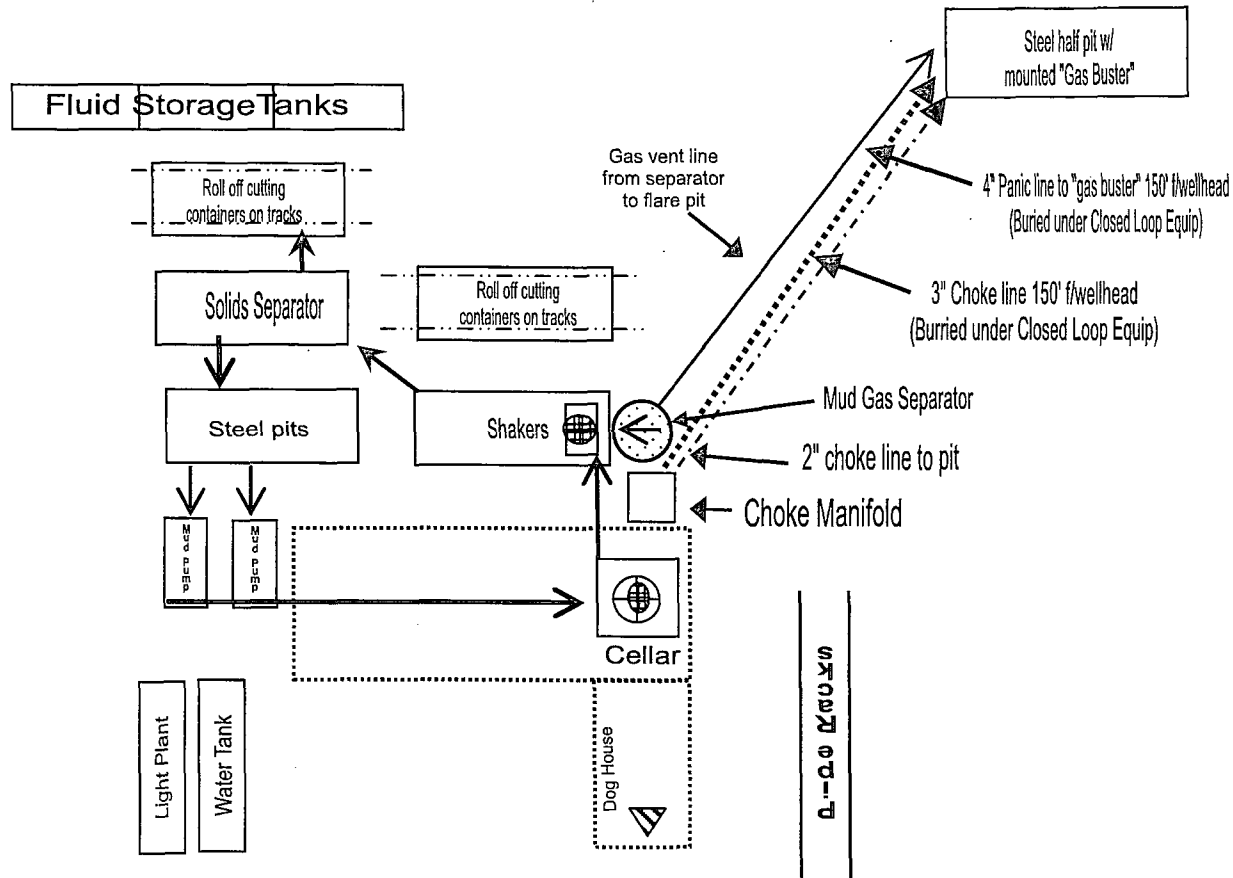 Steel half pit w/
mounted "Gas Buster"
Fluid StorageTanks
Gas vent line
from separator
to flare pit
Roll off cutting
containers on tracks
4" Panic line to "gas buster" 150' f/wellhead
(Buried under Closed Loop Equip)
Solids Separator
Roll off cutting
containers on tracks
3" Choke line 150' f/wellhead
(Burried under Closed Loop Equip)
Mud Gas Separator
Steel pits
Shakers
2" choke line to pit
Choke Manifold
Mud pump
Mud pump
Cellar
Pipe Racks
Light Plant
Water Tank
Dog House